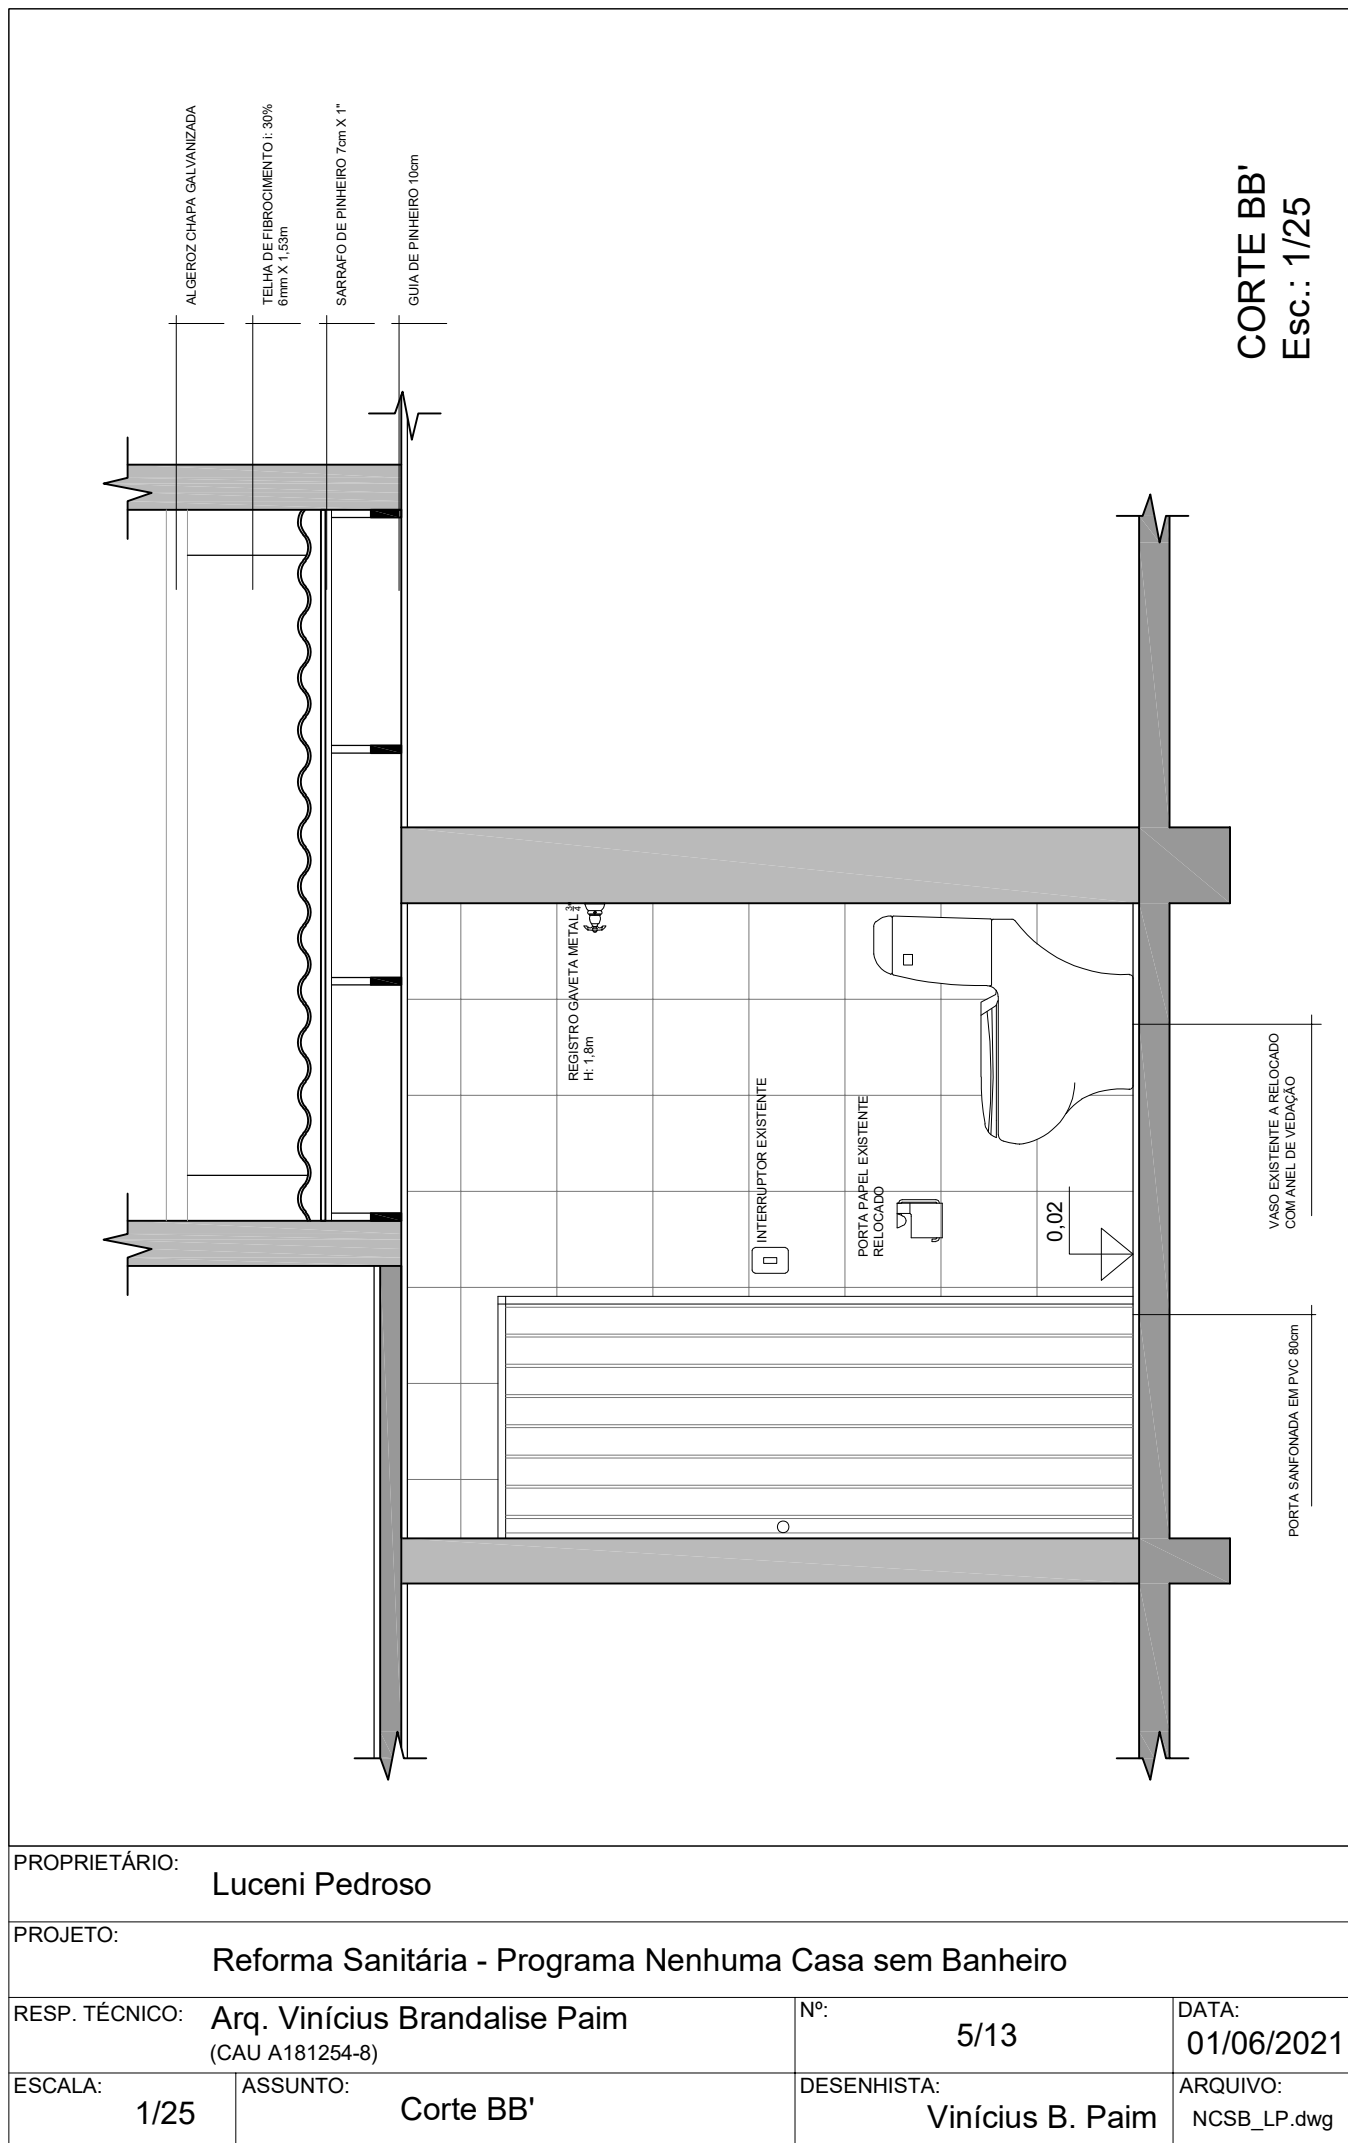 ALGEROZ CHAPA GALVANIZADA
TELHA DE FIBROCIMENTO i: 30%
6mm X 1,53m
SARRAFO DE PINHEIRO 7cm X 1"
GUIA DE PINHEIRO 10cm
CORTE BB'
Esc.: 1/25
REGISTRO GAVETA METAL 3/4"
H: 1,8m
INTERRUPTOR EXISTENTE
PORTA PAPEL EXISTENTE
RELOCADO
0,02
VASO EXISTENTE A RELOCADO
COM ANEL DE VEDAÇÃO
PORTA SANFONADA EM PVC 80cm
PROPRIETÁRIO:
Luceni Pedroso
PROJETO:
Reforma Sanitária - Programa Nenhuma Casa sem Banheiro
RESP. TÉCNICO:
Arq. Vinícius Brandalise Paim
(CAU A181254-8)
Nº:
5/13
DATA:
01/06/2021
ESCALA:
1/25
ASSUNTO:
Corte BB'
DESENHISTA:
Vinícius B. Paim
ARQUIVO:
NCSB_LP.dwg